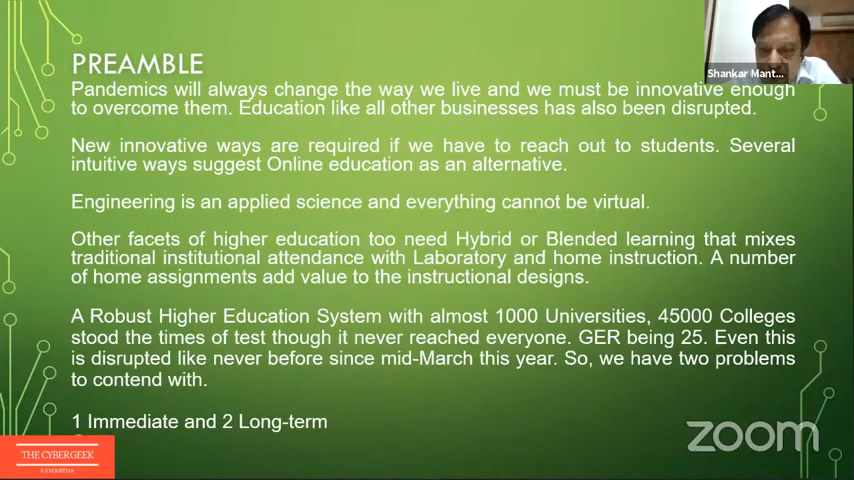 PREAMBLE
Shankar Mant...
Pandemics will always change the way we live and we must be innovative enough
to overcome them. Education like all other businesses has also been disrupted.
New innovative ways are required if we have to reach out to students. Several
intuitive ways suggest Online education as an alternative.
Engineering is an applied science and everything cannot be virtual.
Other facets of higher education too need Hybrid or Blended learning that mixes
traditional institutional attendance with Laboratory and home instruction. A number
of home assignments add value to the instructional designs.
A Robust Higher Education System with almost 1000 Universities, 45000 Colleges
stood the times of test though it never reached everyone. GER being 25. Even this
is disrupted like never before since mid-March this year. So, we have two problems
to contend with.
1 Immediate and 2 Long-term
zoom
THE CYBERGEEK